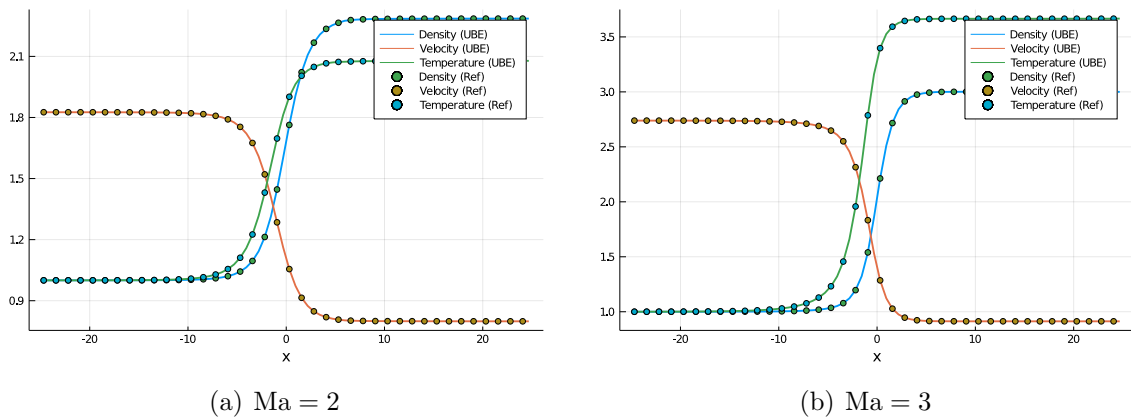 2.1
1.8
1.5
1.2
0.9
-20
-10
0
10
20
x
Density (UBE)
Velocity (UBE)
Temperature (UBE)
Density (Ref)
Velocity (Ref)
Temperature (Ref)
(a) Ma = 2
3.5
3.0
2.5
2.0
1.5
1.0
-20
-10
0
10
20
x
Density (UBE)
Velocity (UBE)
Temperature (UBE)
Density (Ref)
Velocity (Ref)
Temperature (Ref)
(b) Ma = 3